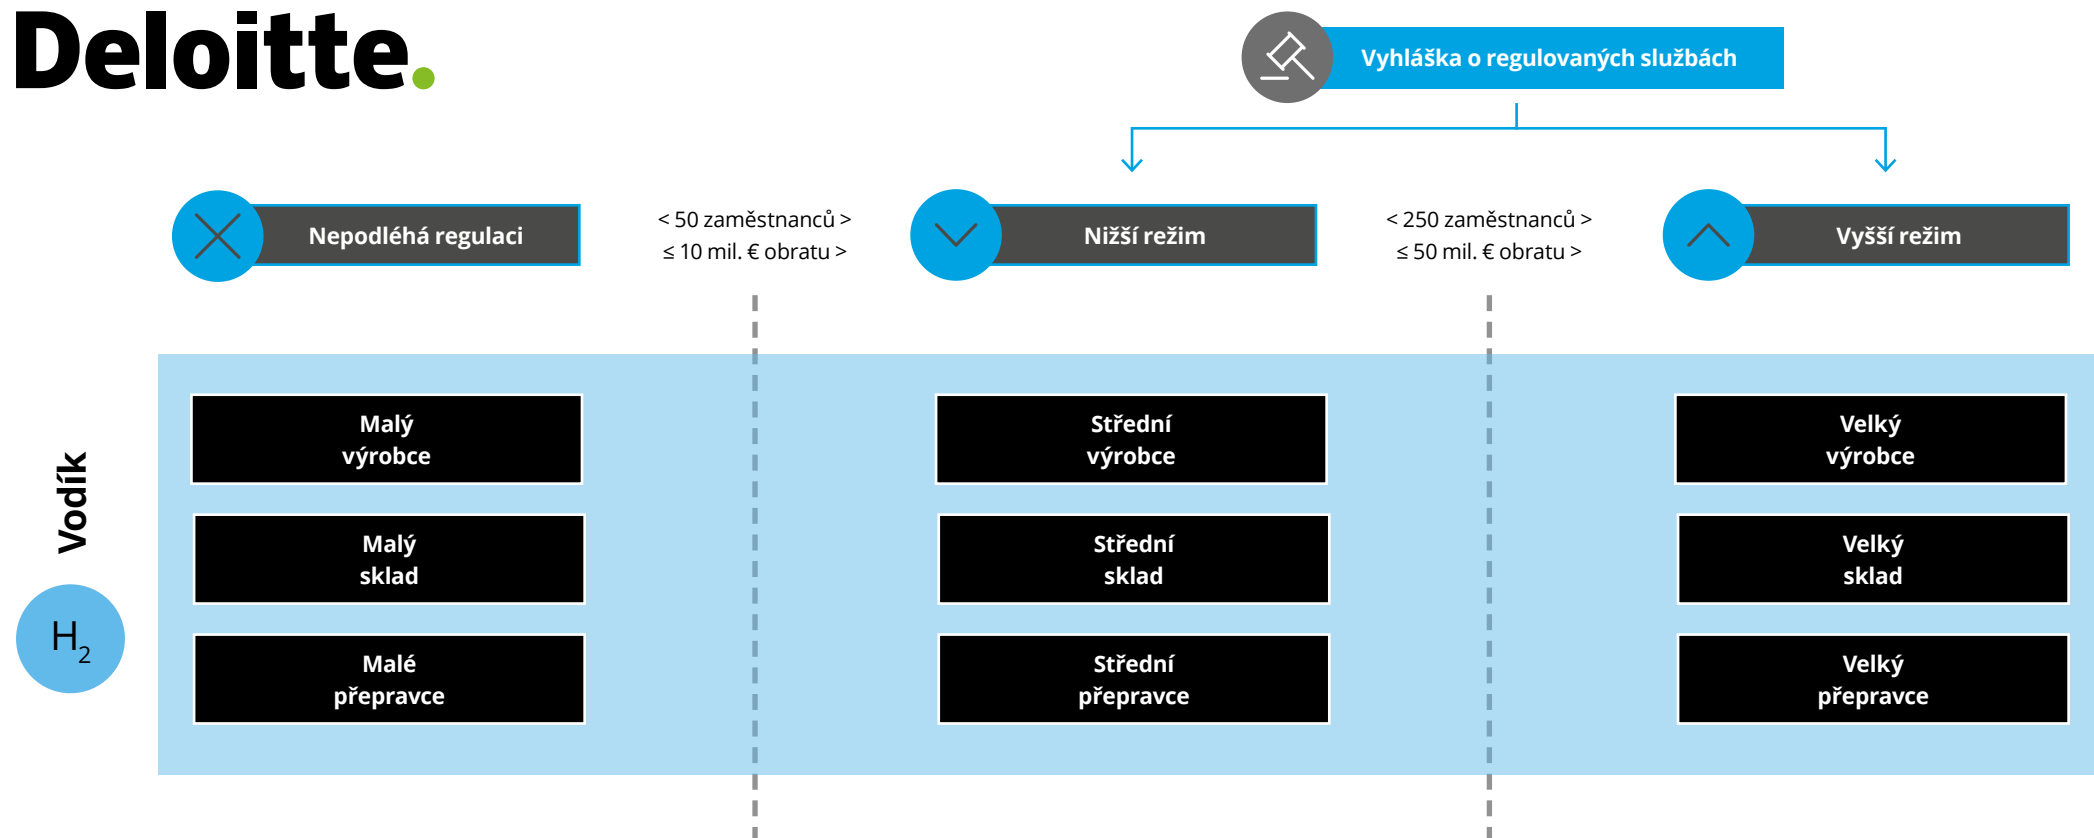 Deloitte.
Vyhláška o regulovaných službách
Nepodléhá regulaci
< 50 zaměstnanců >
≤ 10 mil. € obratu >
Nižší režim
< 250 zaměstnanců >
≤ 50 mil. € obratu >
Vyšší režim
Vodík
H₂
Malý
výrobce
Střední
výrobce
Velký
výrobce
Malý
sklad
Střední
sklad
Velký
sklad
Malé
přepravce
Střední
přepravce
Velký
přepravce